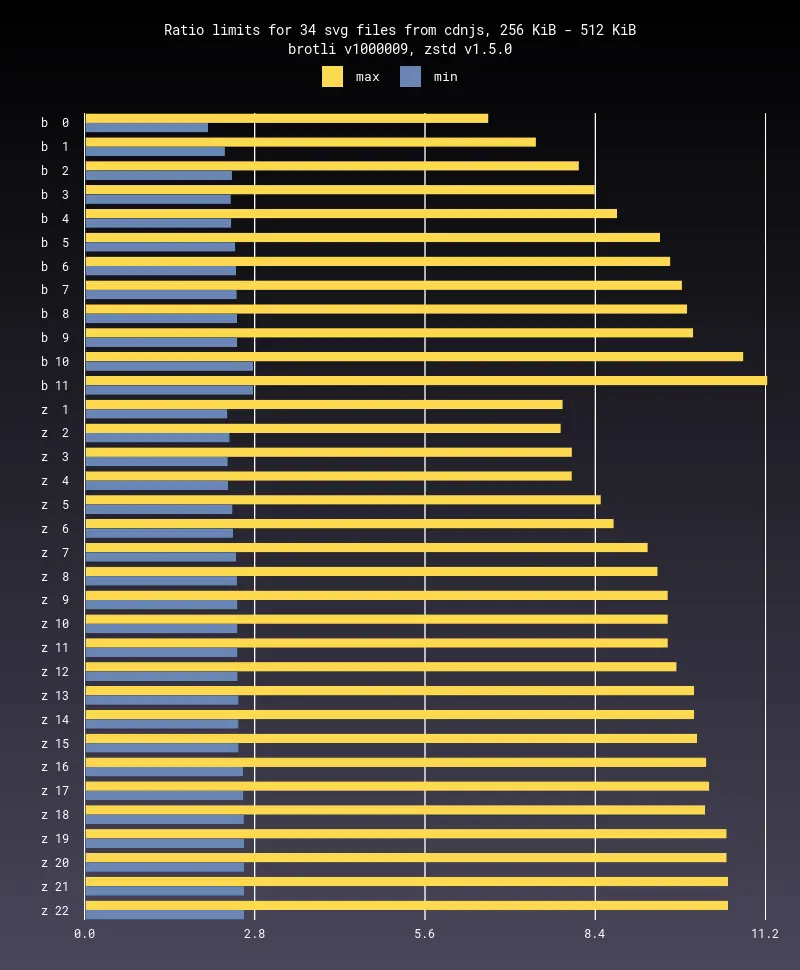 Ratio limits for 34 svg files from cdnjs, 256 KiB - 512 KiB
brotli v1000009, zstd v1.5.0
max min
b 0
b 1
b 2
b 3
b 4
b 5
b 6
b 7
b 8
b 9
b 10
b 11
z 1
z 2
z 3
z 4
z 5
z 6
z 7
z 8
z 9
z 10
z 11
z 12
z 13
z 14
z 15
z 16
z 17
z 18
z 19
z 20
z 21
z 22
0.0 2.8 5.6 8.4 11.2